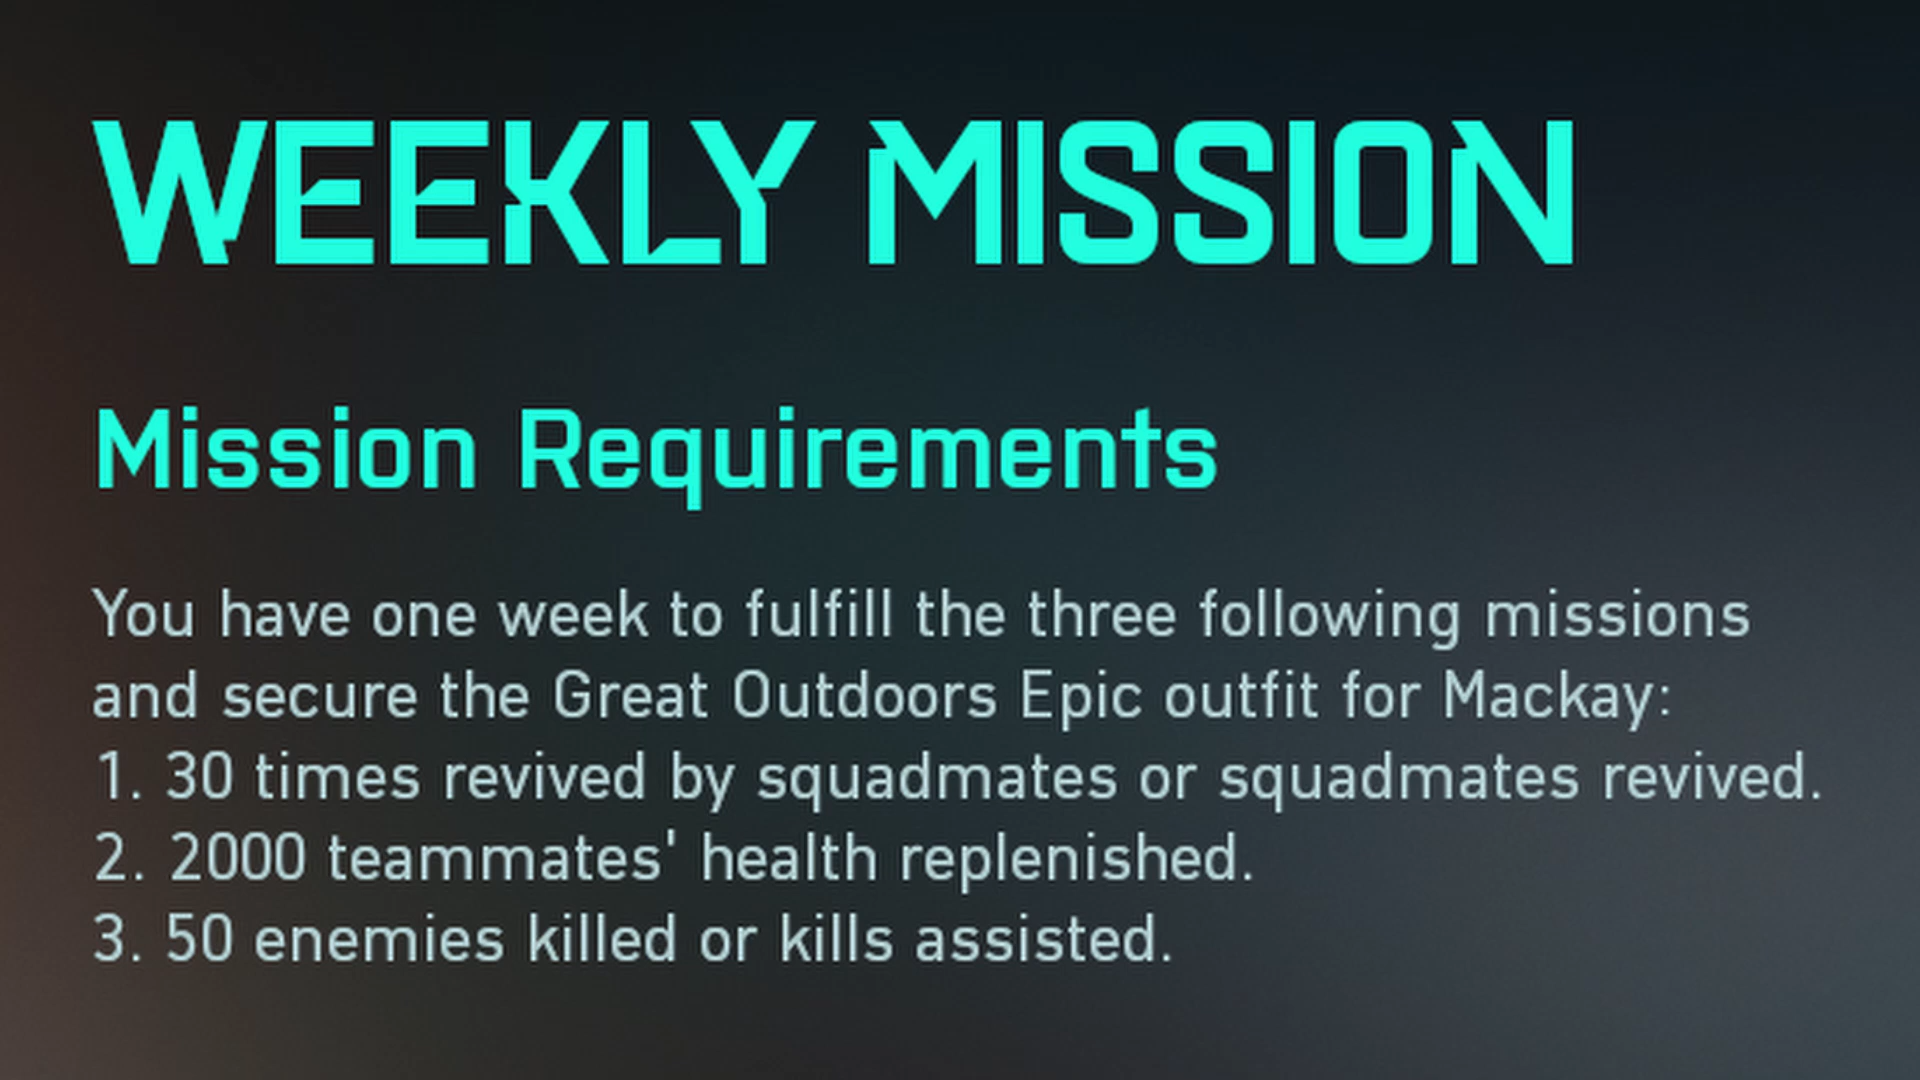 WEEKLY MISSION
Mission Requirements
You have one week to fulfill the three following missions
and secure the Great Outdoors Epic outfit for Mackay:
1. 30 times revived by squadmates or squadmates revived.
2. 2000 teammates' health replenished.
3. 50 enemies killed or kills assisted.